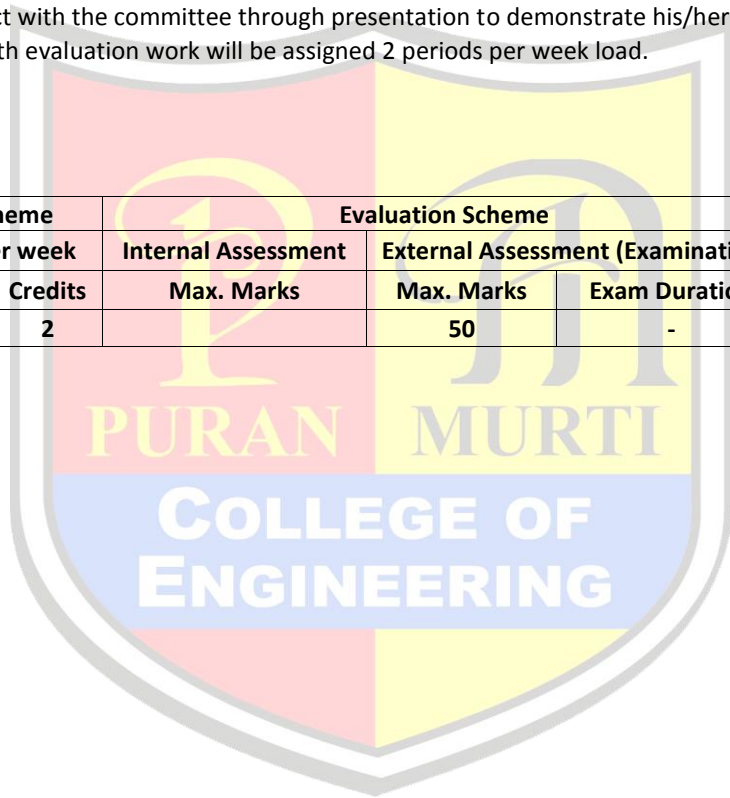 ct with the committee through presentation to demonstrate his/her
th evaluation work will be assigned 2 periods per week load.
heme Evaluation Scheme
r week Internal Assessment External Assessment (Examinati
Credits Max. Marks Max. Marks Exam Duratio
2 50 -
PURAN MURTI
COLLEGE OF
ENGINEERING